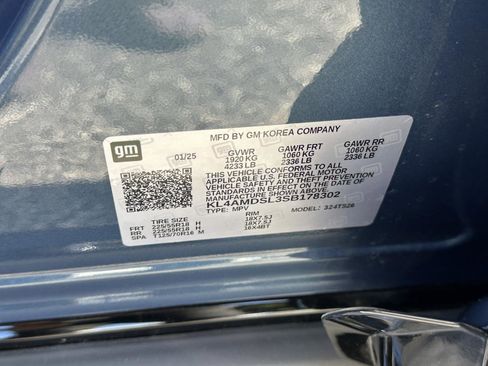 MFD BY GM KOREA COMPANY
gm
01/25 GVWR GAWR FRT GAWR RR
1920 KG 1060 KG 1060 KG
4233 LB 2336 LB 2336 LB
THIS VEHICLE CONFORMS TO ALL
APPLICABLE U.S. FEDERAL MOTOR
VEHICLE SAFETY AND THEFT PREVENTION
STANDARDS IN EFFECT ON THE DATE OF
MANUFACTURE SHOWN ABOVE.
KL4AMDSL3SB178302
TYPE: MPV MODEL: 324TS26
TIRE SIZE RIM
FRT 225/55R18 H 18X7.5J
RR 225/55R18 H 18X7.5J
SPA T125/70R16 M 16X4BT